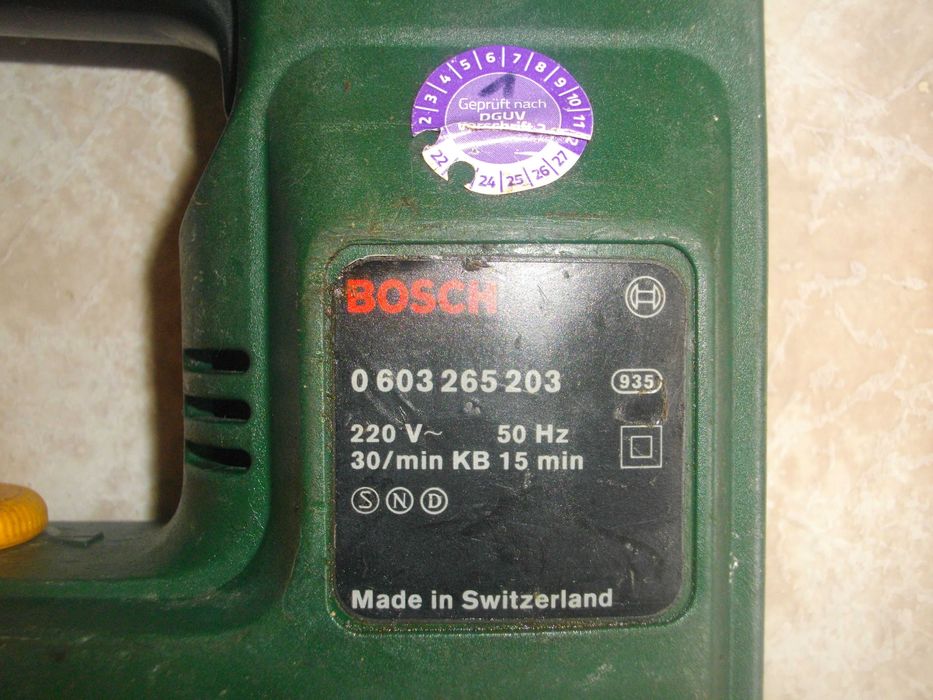 2 3 4 5 6 7 8 9 10 11
1
Geprüft nach
DGUV
22 24 25 26 27
BOSCH
0 603 265 203 935
220 V~ 50 Hz
30/min KB 15 min
S N D
Made in Switzerland